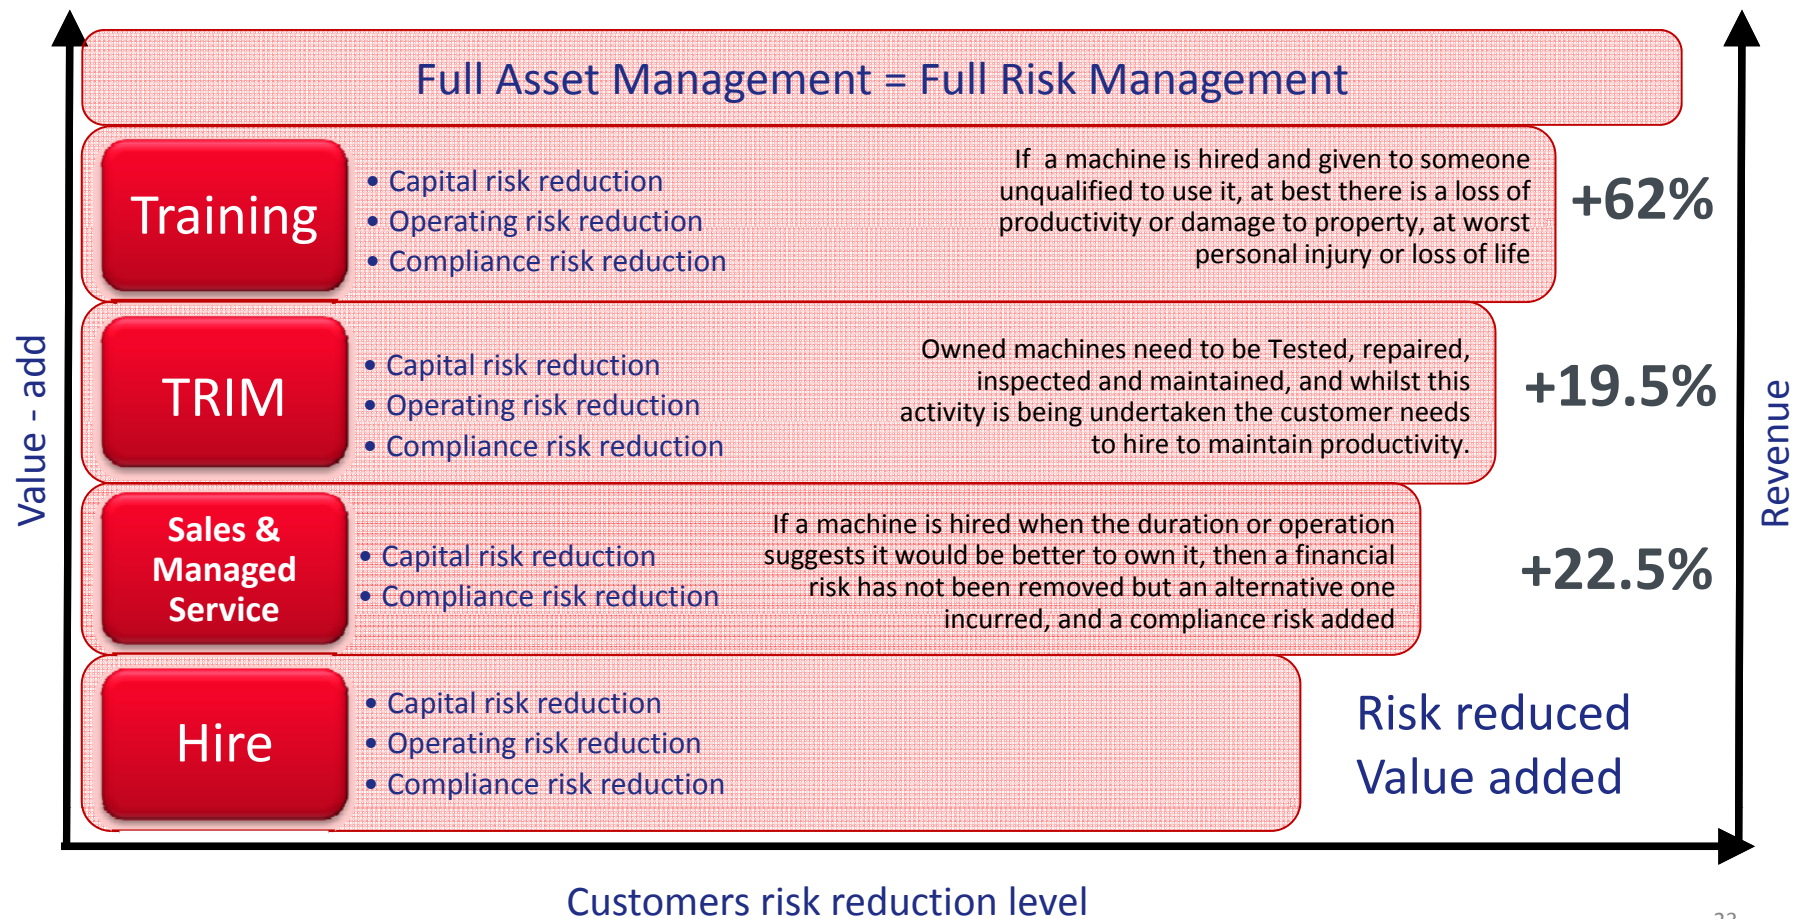 Full Asset Management = Full Risk Management
Training
• Capital risk reduction
• Operating risk reduction
• Compliance risk reduction
If a machine is hired and given to someone
unqualified to use it, at best there is a loss of
productivity or damage to property, at worst
personal injury or loss of life
+62%
TRIM
• Capital risk reduction
• Operating risk reduction
• Compliance risk reduction
Owned machines need to be Tested, repaired,
inspected and maintained, and whilst this
activity is being undertaken the customer needs
to hire to maintain productivity.
+19.5%
Sales &
Managed
Service
• Capital risk reduction
• Compliance risk reduction
If a machine is hired when the duration or operation
suggests it would be better to own it, then a financial
risk has not been removed but an alternative one
incurred, and a compliance risk added
+22.5%
Hire
• Capital risk reduction
• Operating risk reduction
• Compliance risk reduction
Risk reduced
Value added
Value - add
Revenue
Customers risk reduction level